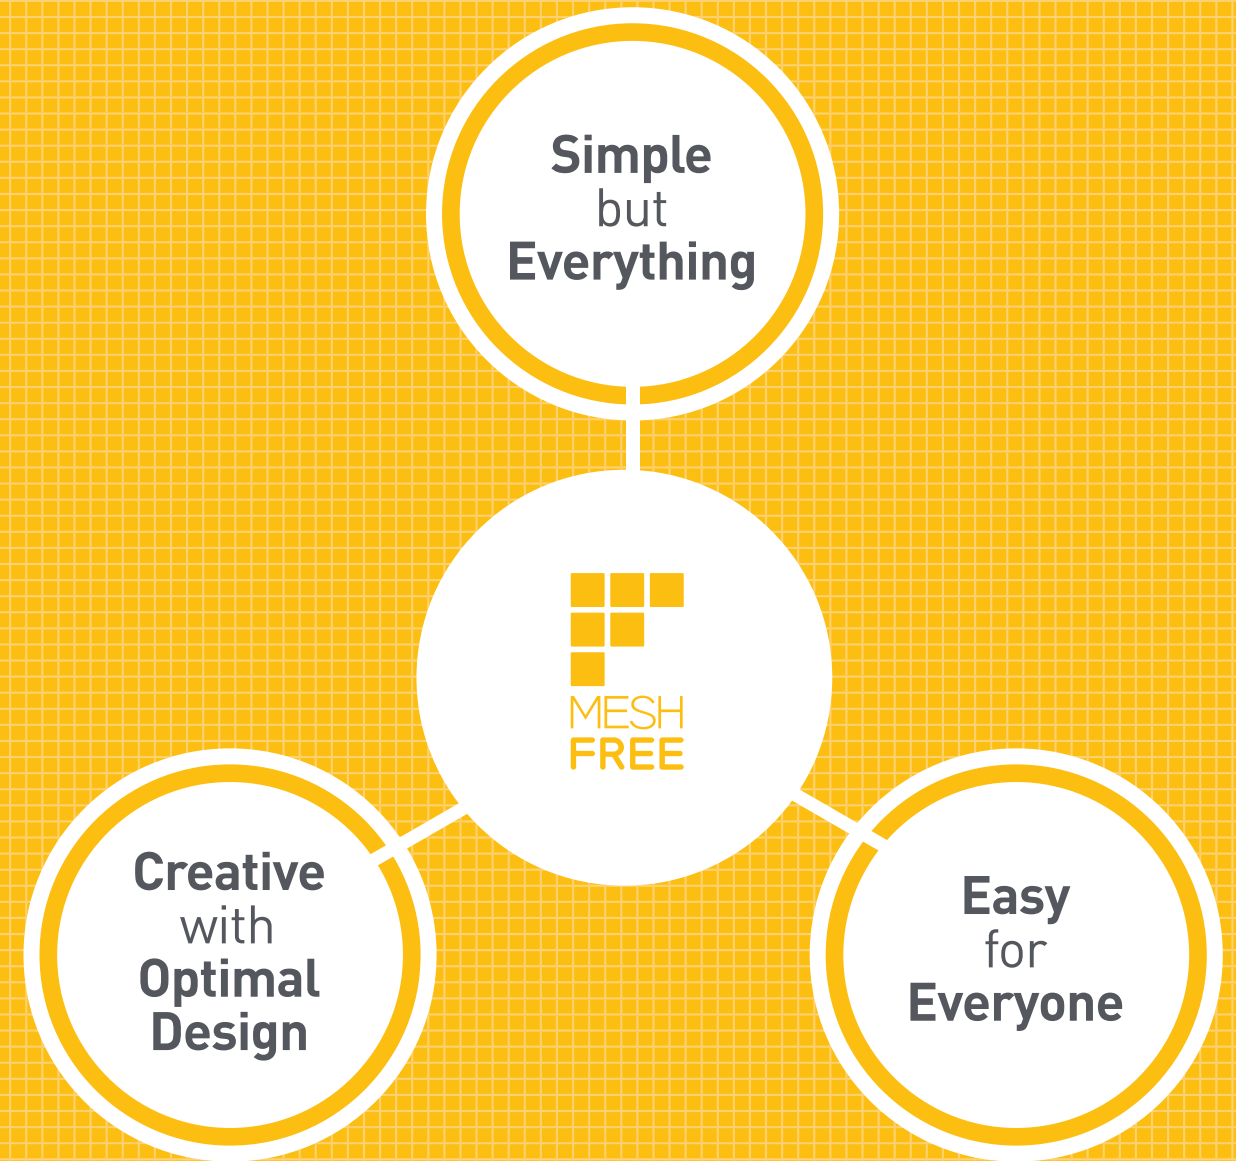 Simple
but
Everything
MESH
FREE
Creative
with
Optimal
Design
Easy
for
Everyone